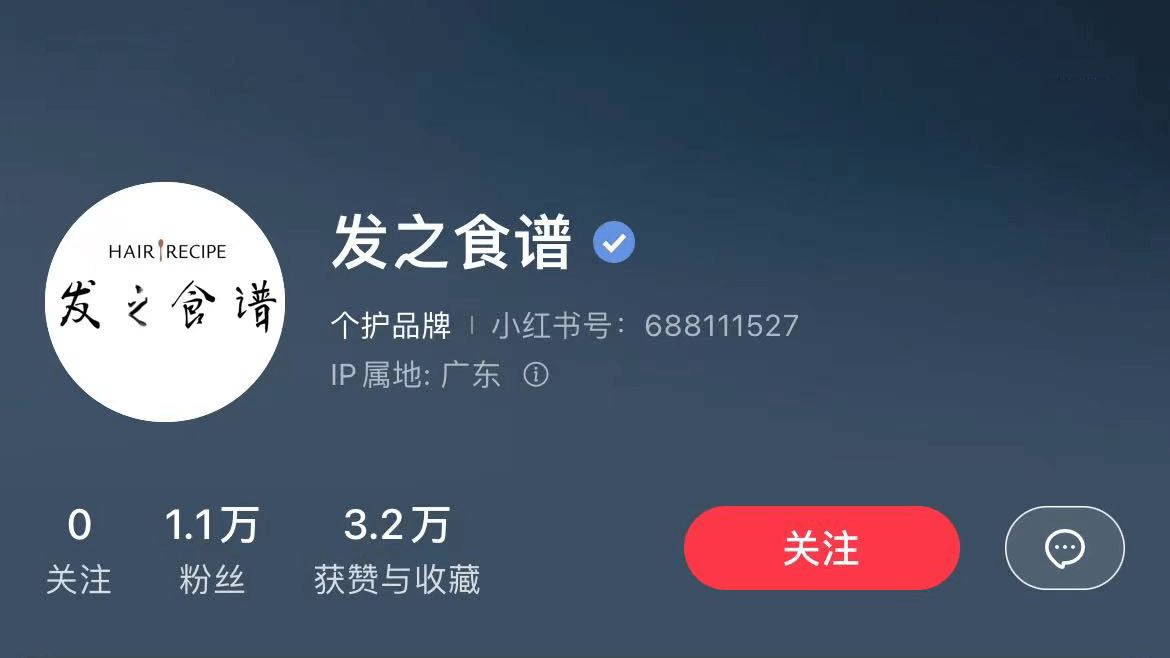 HAIR RECIPE
发之食谱
发之食谱
个护品牌 | 小红书号：688111527
IP属地: 广东
0 1.1万 3.2万
关注 粉丝 获赞与收藏
关注